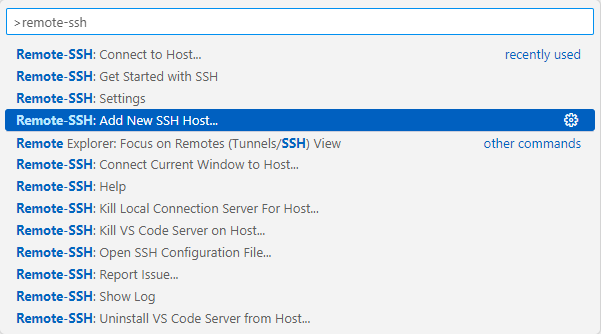 >remote-ssh
Remote-SSH: Connect to Host... recently used
Remote-SSH: Get Started with SSH
Remote-SSH: Settings
Remote-SSH: Add New SSH Host...
Remote Explorer: Focus on Remotes (Tunnels/SSH) View other commands
Remote-SSH: Connect Current Window to Host...
Remote-SSH: Help
Remote-SSH: Kill Local Connection Server For Host...
Remote-SSH: Kill VS Code Server on Host...
Remote-SSH: Open SSH Configuration File...
Remote-SSH: Report Issue...
Remote-SSH: Show Log
Remote-SSH: Uninstall VS Code Server from Host...